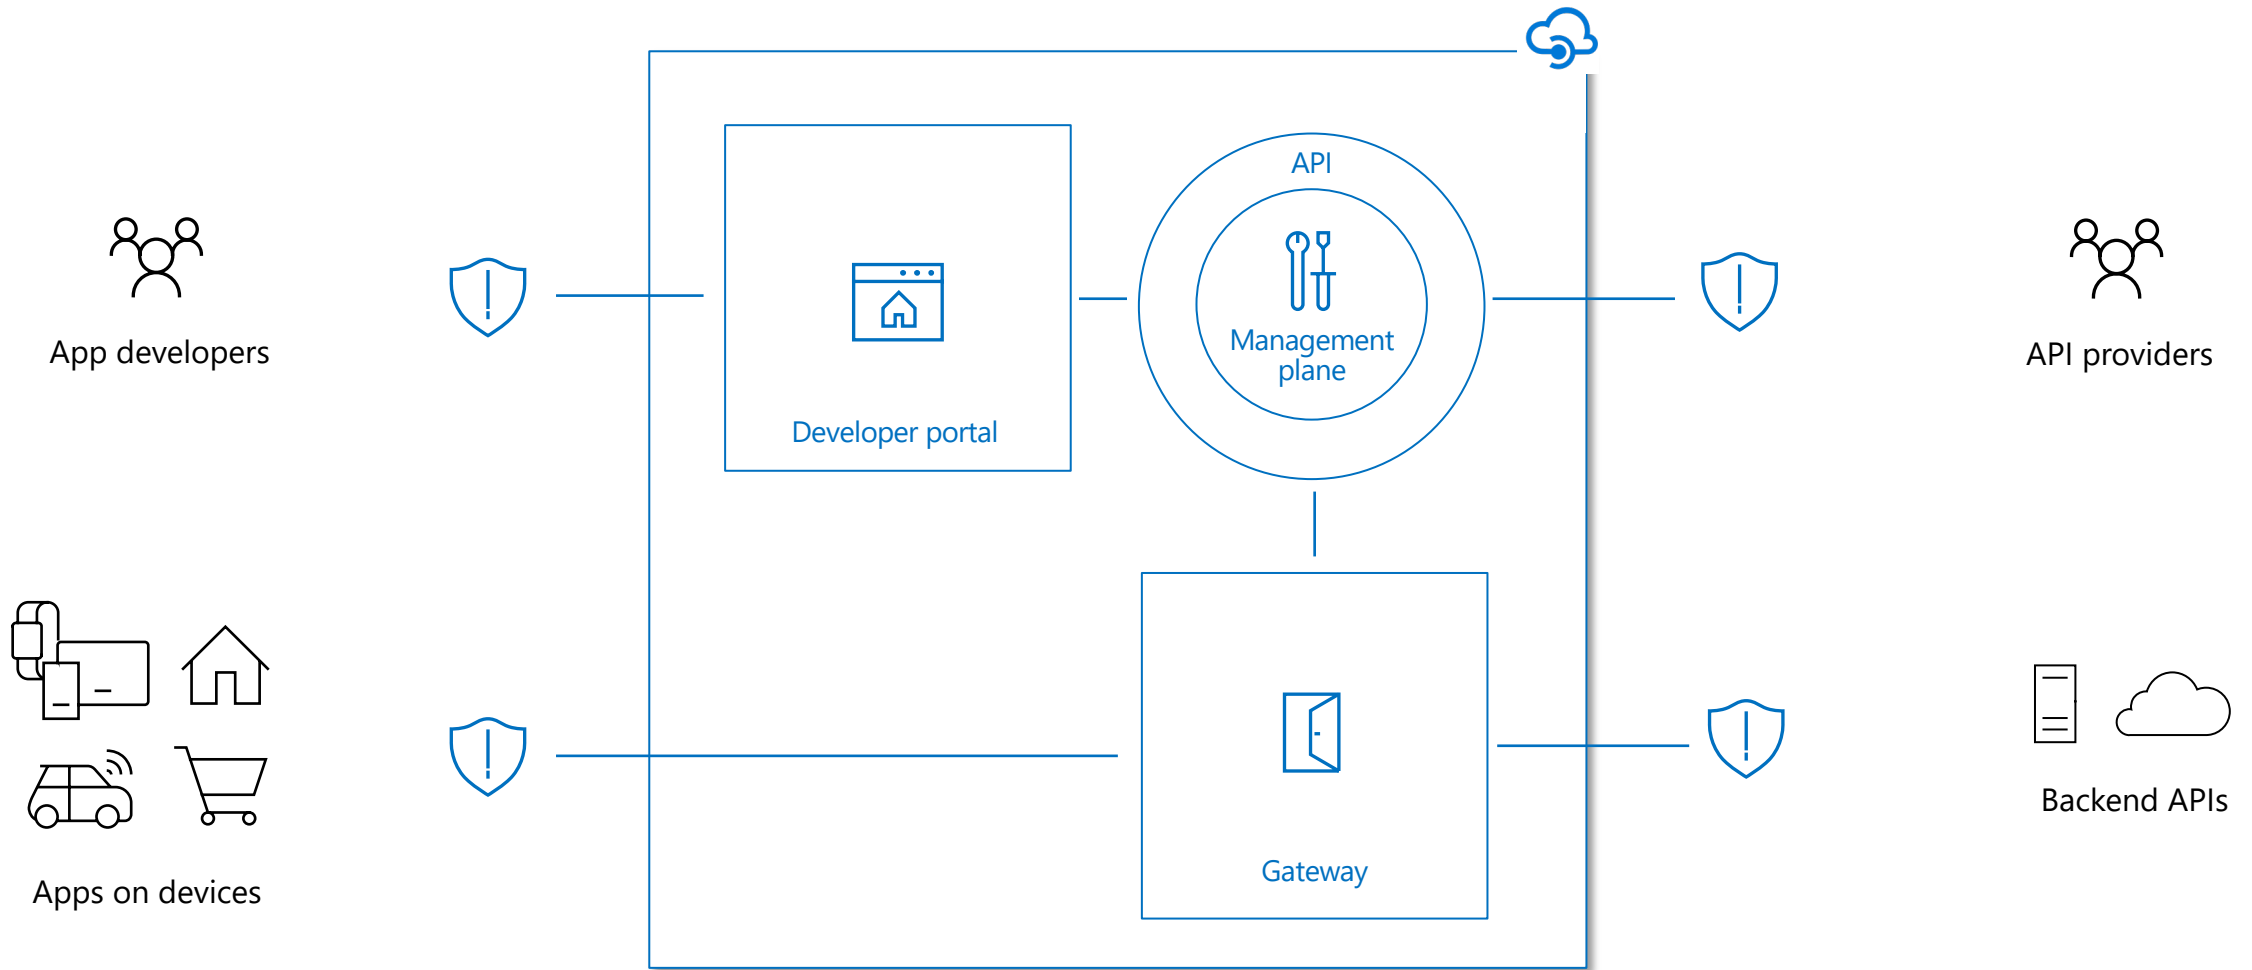 API
Management
plane
App developers
API providers
Developer portal
Backend APIs
Gateway
Apps on devices